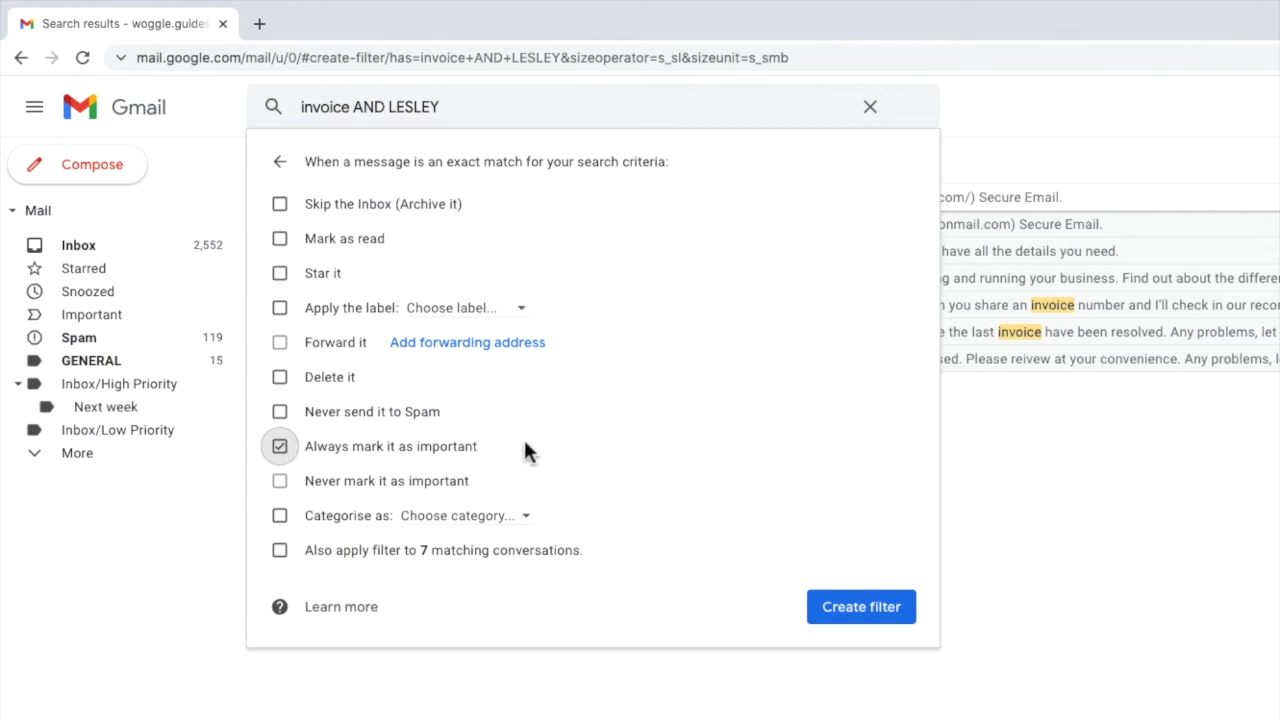 Search results - woggle.guides
mail.google.com/mail/u/0/#create-filter/has=invoice+AND+LESLEY&sizeoperator=s_sl&sizeunit=s_smb
Gmail
invoice AND LESLEY
Compose
When a message is an exact match for your search criteria:
Mail
Inbox 2,552
Starred
Snoozed
Important
Spam 119
GENERAL 15
Inbox/High Priority
Next week
Inbox/Low Priority
More
Skip the Inbox (Archive it)
Mark as read
Star it
Apply the label: Choose label...
Forward it Add forwarding address
Delete it
Never send it to Spam
Always mark it as important
Never mark it as important
Categorise as: Choose category...
Also apply filter to 7 matching conversations.
Learn more
Create filter
com/) Secure Email.
onmail.com) Secure Email.
have all the details you need.
g and running your business. Find out about the differe
you share an invoice number and I'll check in our reco
e the last invoice have been resolved. Any problems, let
sed. Please reivew at your convenience. Any problems, l